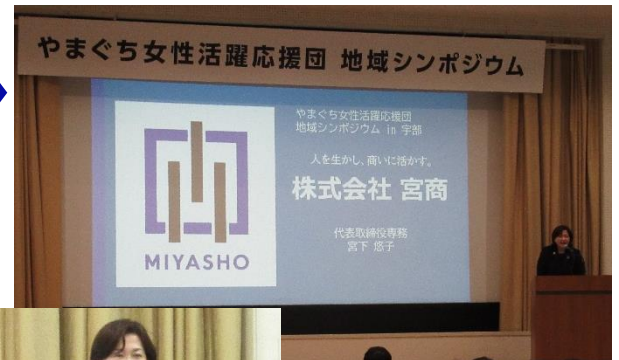 やまぐち女性活躍応援団 地域シンポジウム
やまぐち女性活躍応援団
地域シンポジウム in 宇部
人を生かし、商いに活かす。
株式会社 宮商
代表取締役専務
宮下 悠子
MIYASHO